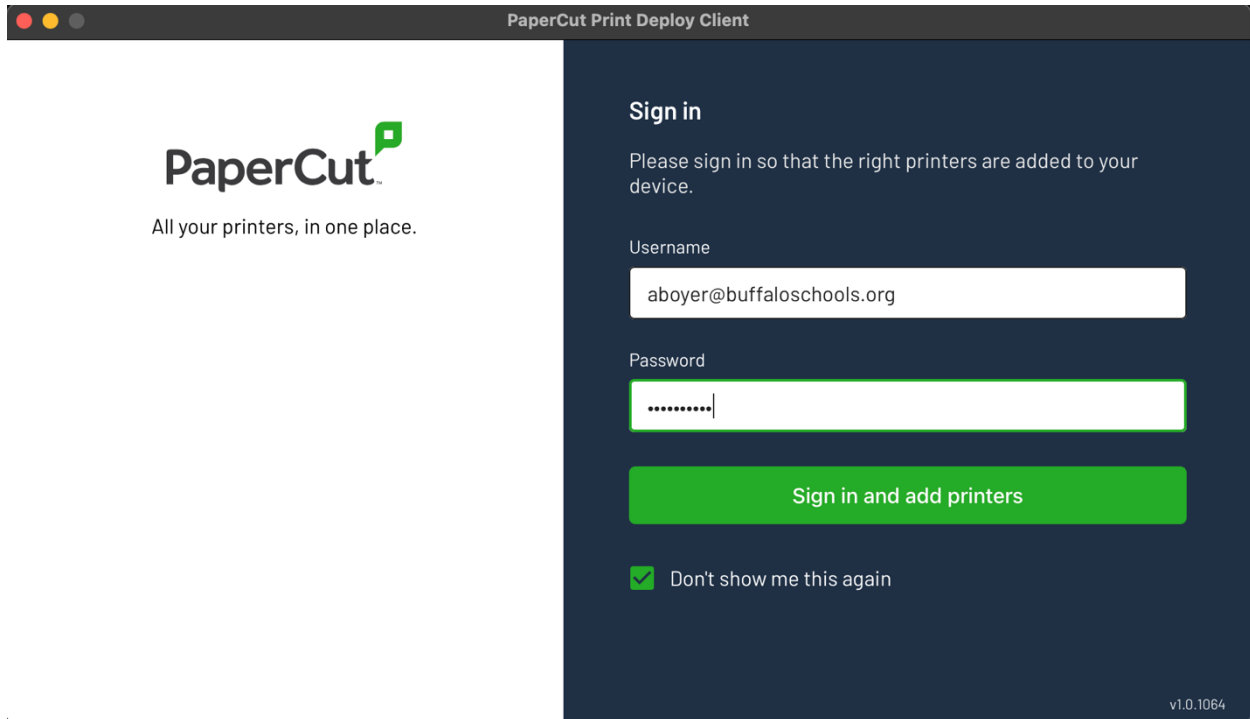 PaperCut Print Deploy Client
PaperCut™
All your printers, in one place.
Sign in
Please sign in so that the right printers are added to your
device.
Username
aboyer@buffaloschools.org
Password
••••••••••
Sign in and add printers
Don't show me this again
v1.0.1064